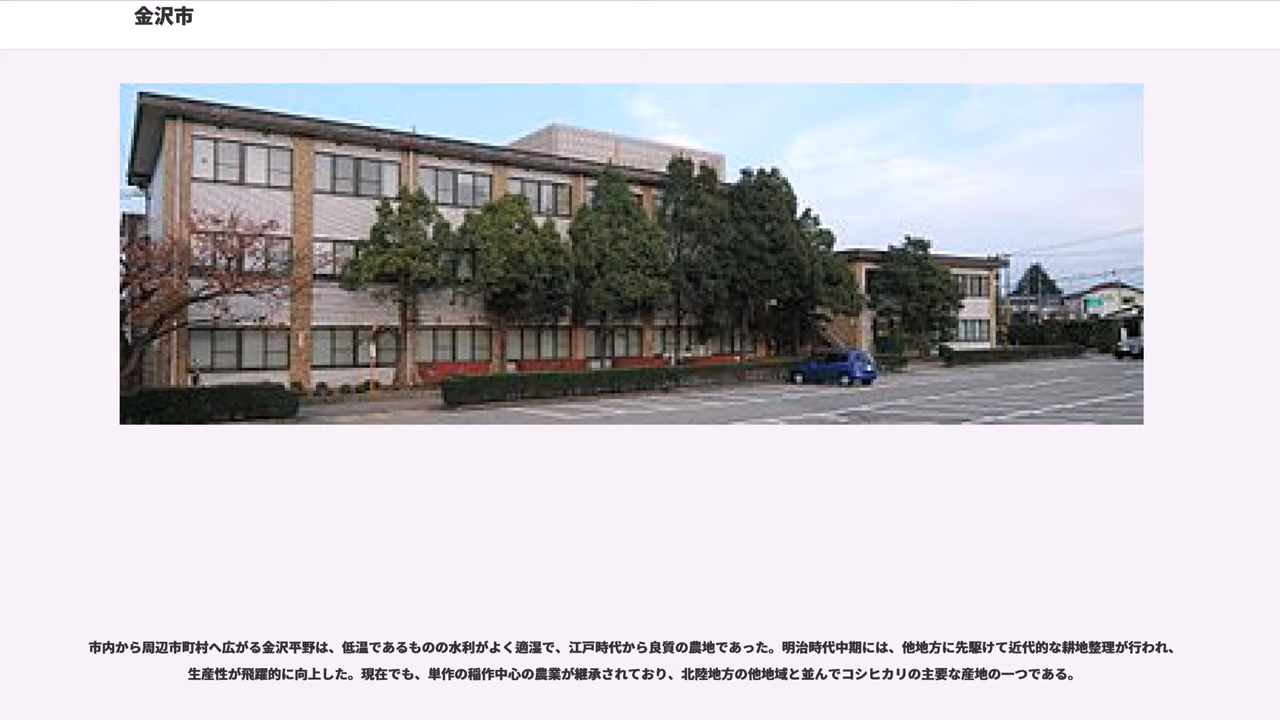 金沢市
市内から周辺市町村へ広がる金沢平野は、低温であるものの水利がよく適湿で、江戸時代から良質の農地であった。明治時代中期には、他地方に先駆けて近代的な耕地整理が行われ、
生産性が飛躍的に向上した。現在でも、単作の稲作中心の農業が継承されており、北陸地方の他地域と並んでコシヒカリの主要な産地の一つである。